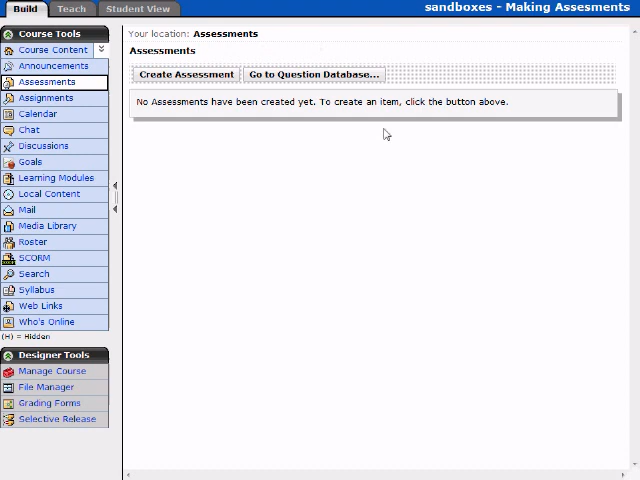 Build Teach Student View sandboxes - Making Assesments
Course Tools
Course Content
Announcements
Assessments
Assignments
Calendar
Chat
Discussions
Goals
Learning Modules
Local Content
Mail
Media Library
Roster
SCORM
Search
Syllabus
Web Links
Who's Online
(H) = Hidden
Designer Tools
Manage Course
File Manager
Grading Forms
Selective Release
Your location: Assessments
Assessments
Create Assessment Go to Question Database...
No Assessments have been created yet. To create an item, click the button above.